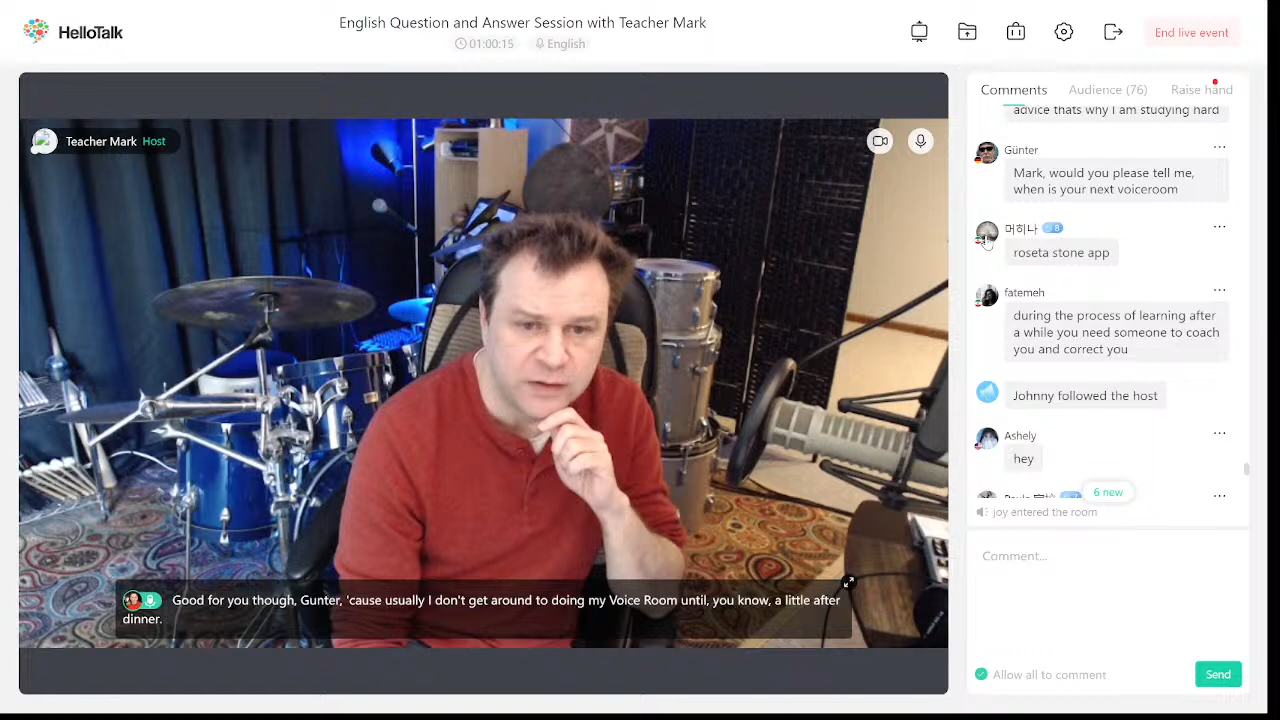 HelloTalk
English Question and Answer Session with Teacher Mark
01:00:15 English
End live event
Teacher Mark Host
Good for you though, Gunter, 'cause usually I don't get around to doing my Voice Room until, you know, a little after
dinner.
Comments Audience (76) Raise hand
advice thats why I am studying hard
Günter
Mark, would you please tell me,
when is your next voiceroom
머히나 8
roseta stone app
fatemeh
during the process of learning after
a while you need someone to coach
you and correct you
Johnny followed the host
Ashely
hey
6 new
joy entered the room
Comment...
Allow all to comment
Send